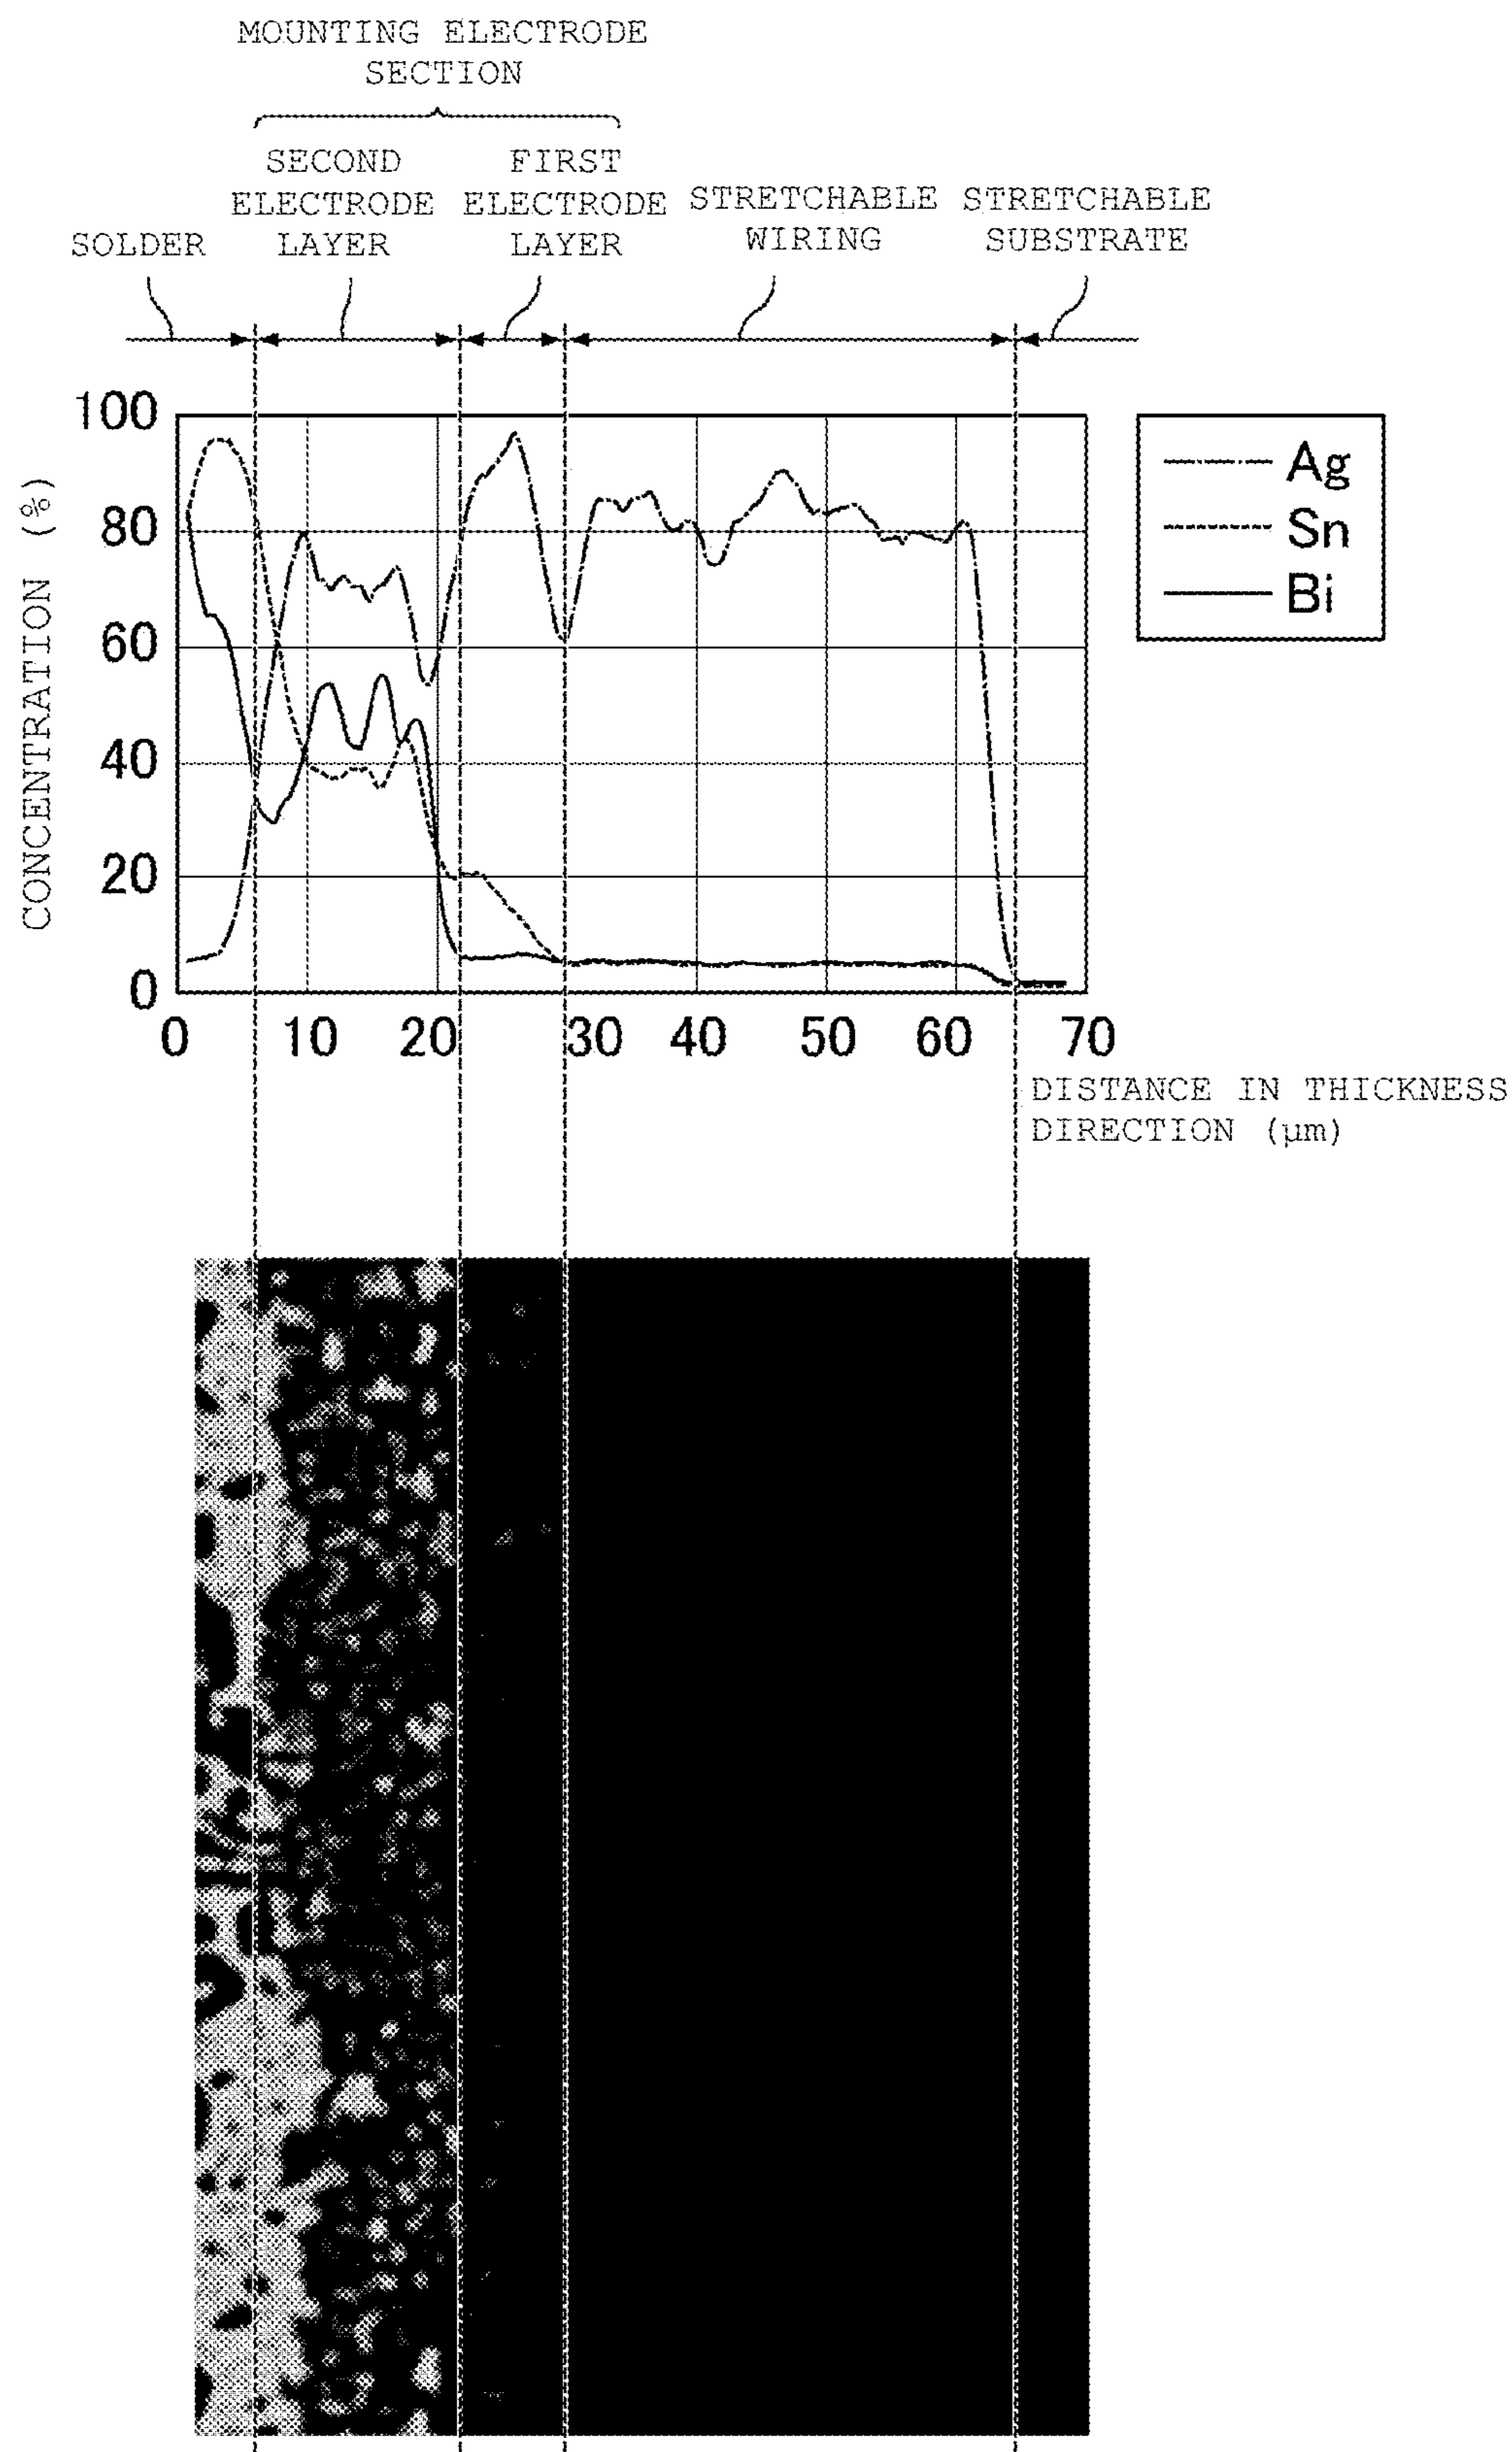 MOUNTING ELECTRODE
SECTION
SECOND
ELECTRODE
LAYER
FIRST
ELECTRODE
LAYER
SOLDER
STRETCHABLE
WIRING
STRETCHABLE
SUBSTRATE
CONCENTRATION (%)
100
80
60
40
20
0
0 10 20 30 40 50 60 70
Ag
Sn
Bi
DISTANCE IN THICKNESS
DIRECTION (µm)